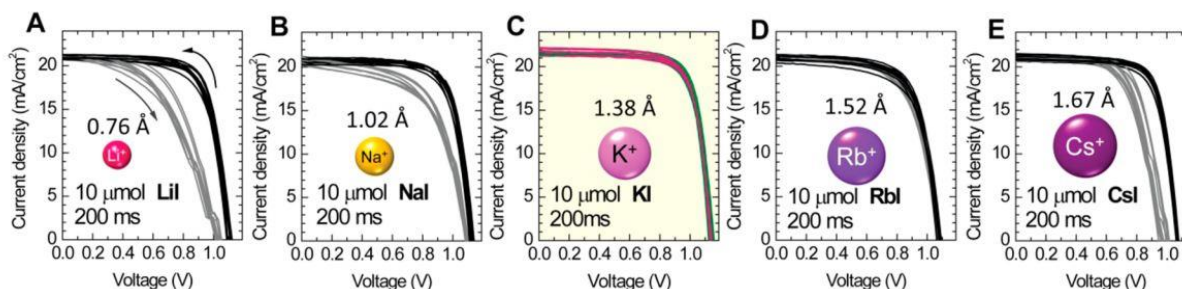 A
Current density (mA/cm²)
20
15
10
5
0
0.76 Å
Li⁺
10 μmol LiI
200 ms
0.0 0.2 0.4 0.6 0.8 1.0
Voltage (V)
B
Current density (mA/cm²)
20
15
10
5
0
1.02 Å
Na⁺
10 μmol NaI
200 ms
0.0 0.2 0.4 0.6 0.8 1.0
Voltage (V)
C
Current density (mA/cm²)
20
15
10
5
0
1.38 Å
K⁺
10 μmol KI
200ms
0.0 0.2 0.4 0.6 0.8 1.0
Voltage (V)
D
Current density (mA/cm²)
20
15
10
5
0
1.52 Å
Rb⁺
10 μmol RbI
200 ms
0.0 0.2 0.4 0.6 0.8 1.0
Voltage (V)
E
Current density (mA/cm²)
20
15
10
5
0
1.67 Å
Cs⁺
10 μmol CsI
200 ms
0.0 0.2 0.4 0.6 0.8 1.0
Voltage (V)